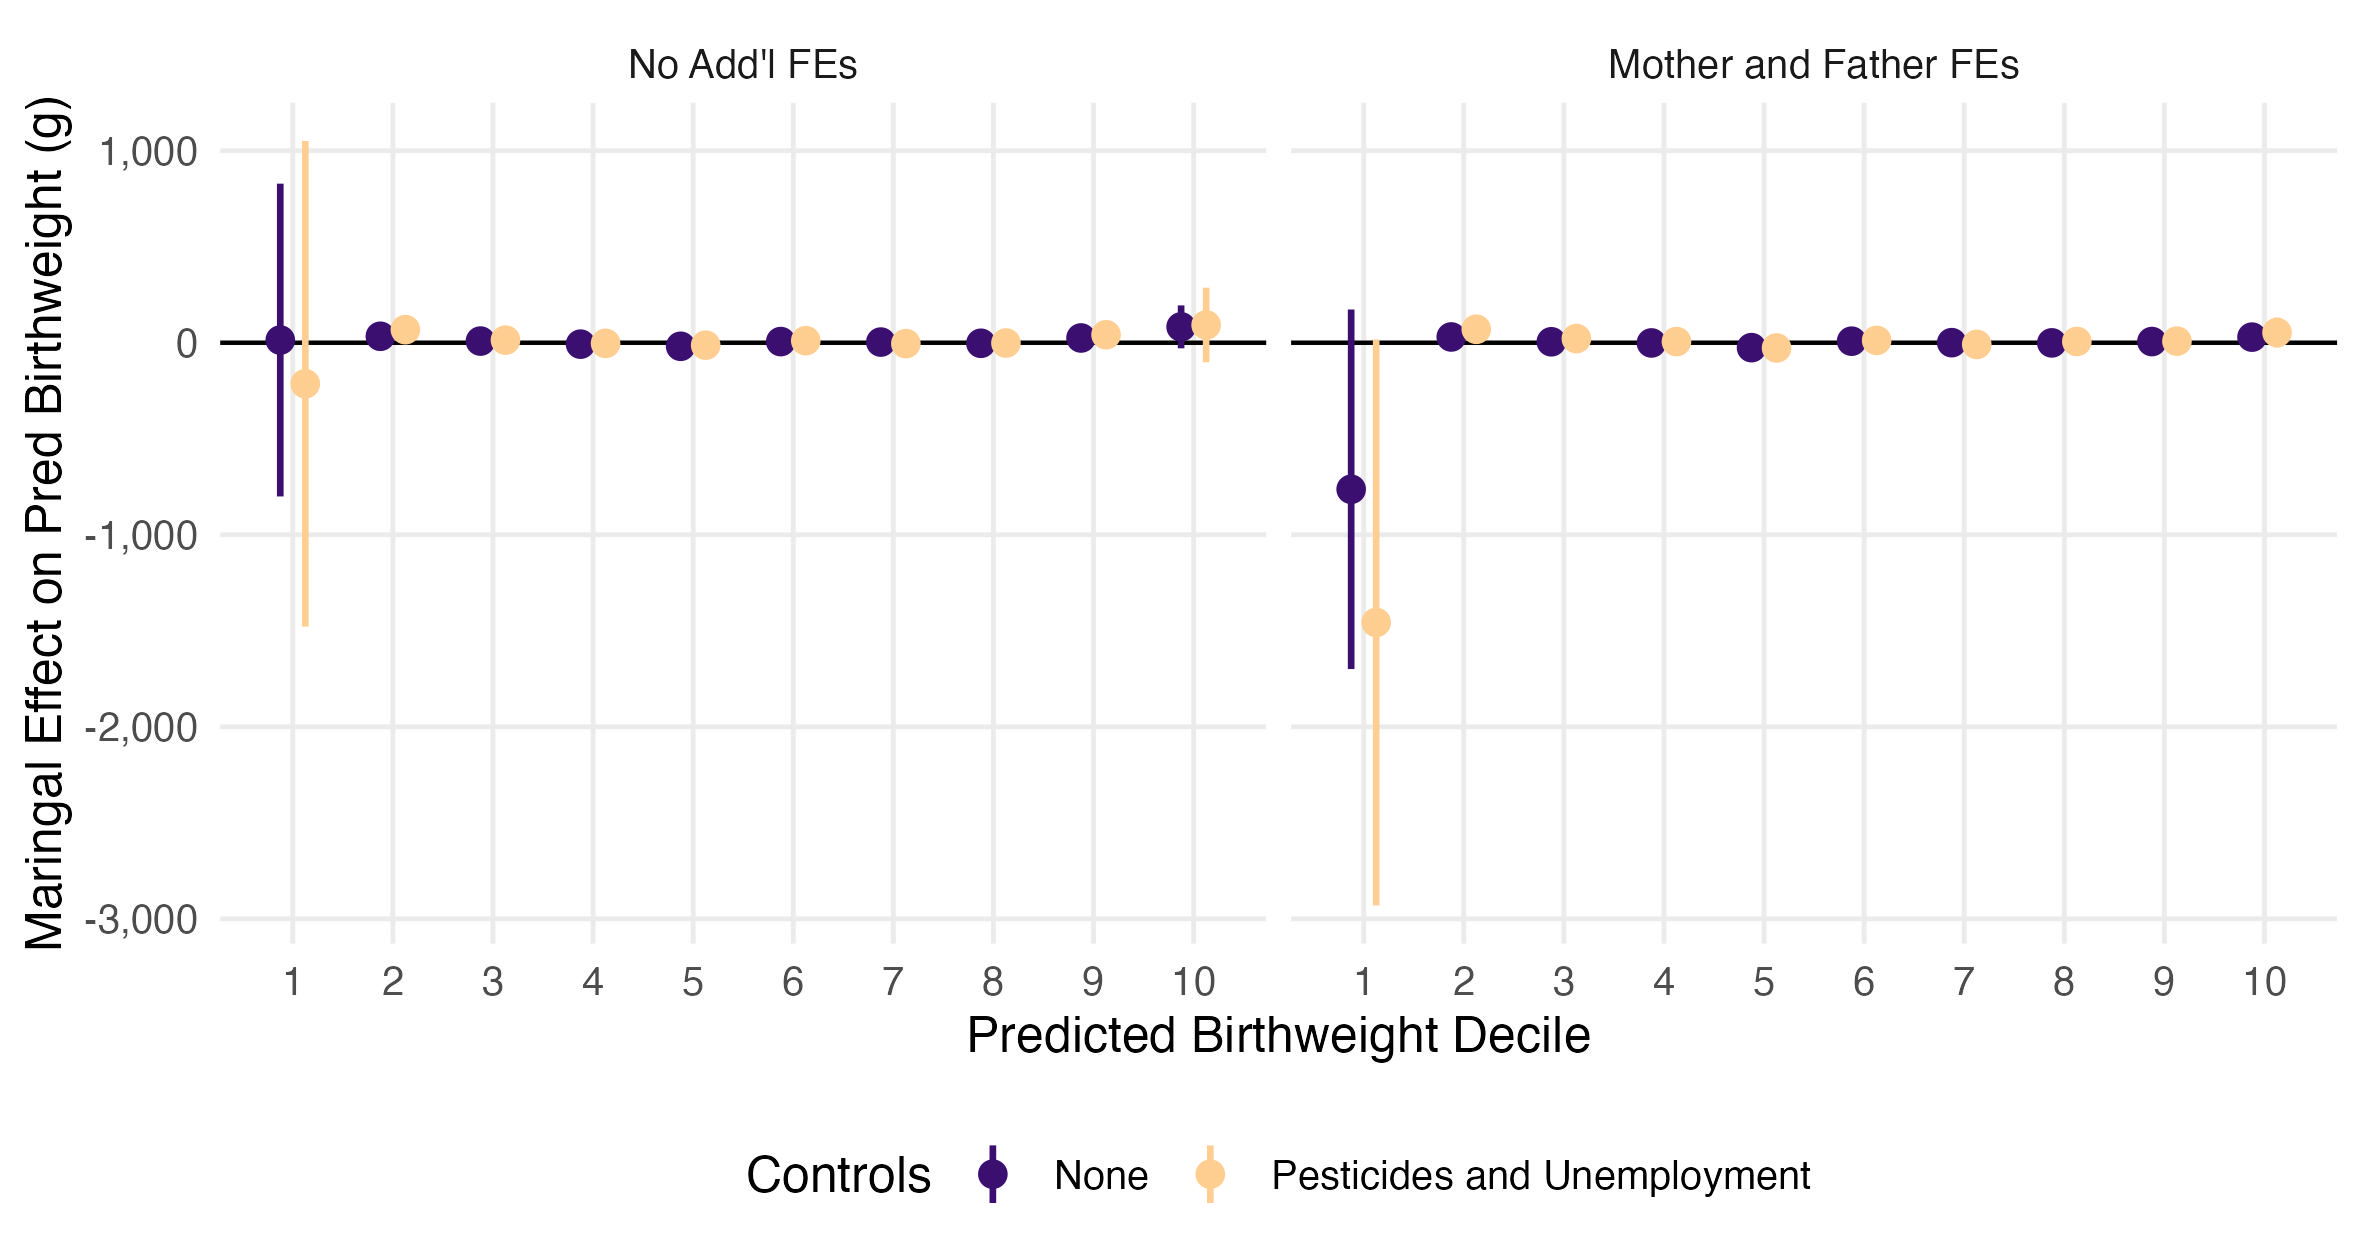 No Add'l FEs
Mother and Father FEs
Maringal Effect on Pred Birthweight (g)
1,000
0
-1,000
-2,000
-3,000
1 2 3 4 5 6 7 8 9 10
1 2 3 4 5 6 7 8 9 10
Predicted Birthweight Decile
Controls None Pesticides and Unemployment